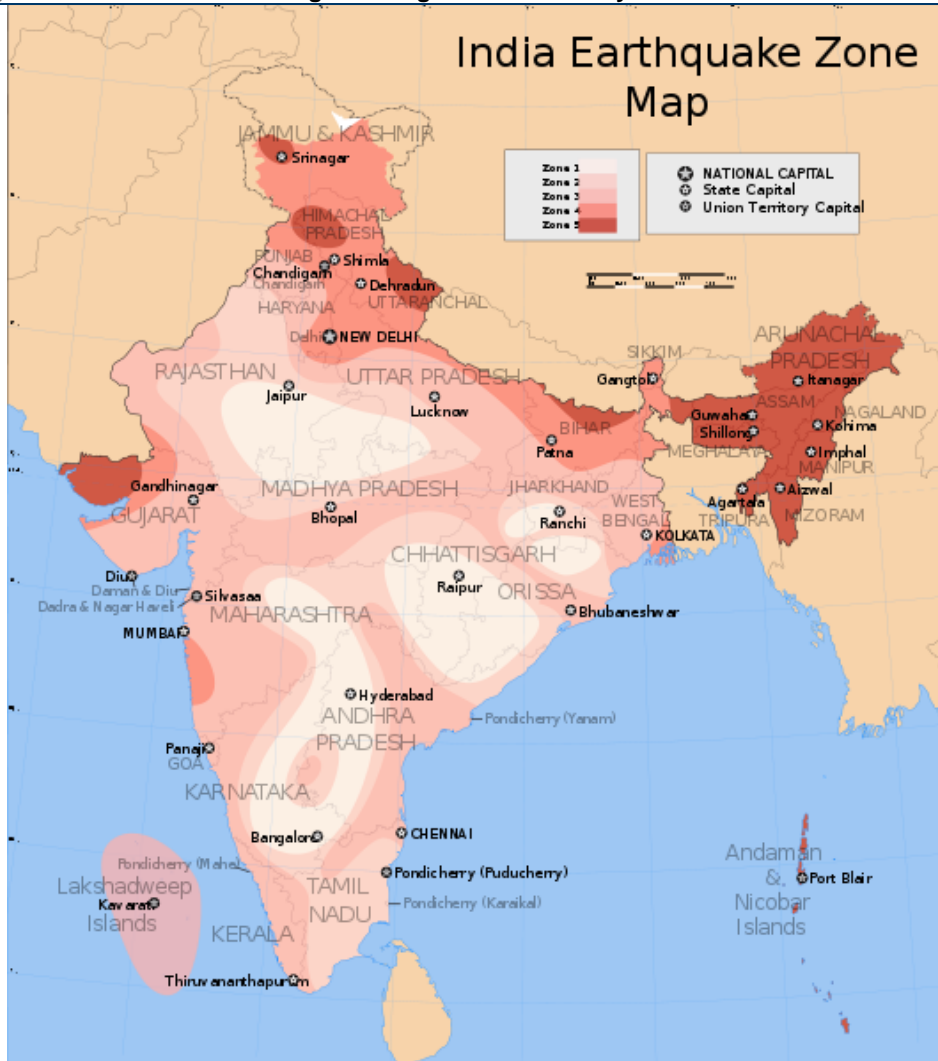 India Earthquake Zone
Map
JAMMU & KASHMIR
Srinagar
Zone 1
Zone 2
Zone 3
Zone 4
Zone 5
NATIONAL CAPITAL
State Capital
Union Territory Capital
HIMACHAL
PRADESH
PUNJAB
Shimla
Chandigarh
Chandigarh
Dehradun
UTTARANCHAL
HARYANA
Delhi
NEW DELHI
ARUNACHAL
PRADESH
SIKKIM
RAJASTHAN
UTTAR PRADESH
Gangtok
Itanagar
Jaipur
Lucknow
ASSAM
NAGALAND
Guwahati
Kohima
BIHAR
Shillong
Patna
MEGHALAYA
Imphal
MANIPUR
Gandhinagar
MADHYA PRADESH
JHARKHAND
Aizwal
WEST
BENGAL
Agartala
GUJARAT
Bhopal
Ranchi
TRIPURA
MIZORAM
KOLKATA
CHHATTISGARH
Diu
Raipur
ORISSA
Daman & Diu
Dadra & Nagar Haveli
Silvasaa
MAHARASHTRA
Bhubaneshwar
MUMBAI
Hyderabad
ANDHRA
PRADESH
Pondicherry (Yanam)
Panaji
GOA
KARNATAKA
Bangalore
CHENNAI
Pondicherry (Mahe)
Pondicherry (Puducherry)
Andaman
&
Nicobar
Islands
Port Blair
Lakshadweep
Islands
Kavarati
TAMIL
NADU
Pondicherry (Karaikal)
KERALA
Thiruvananthapuram